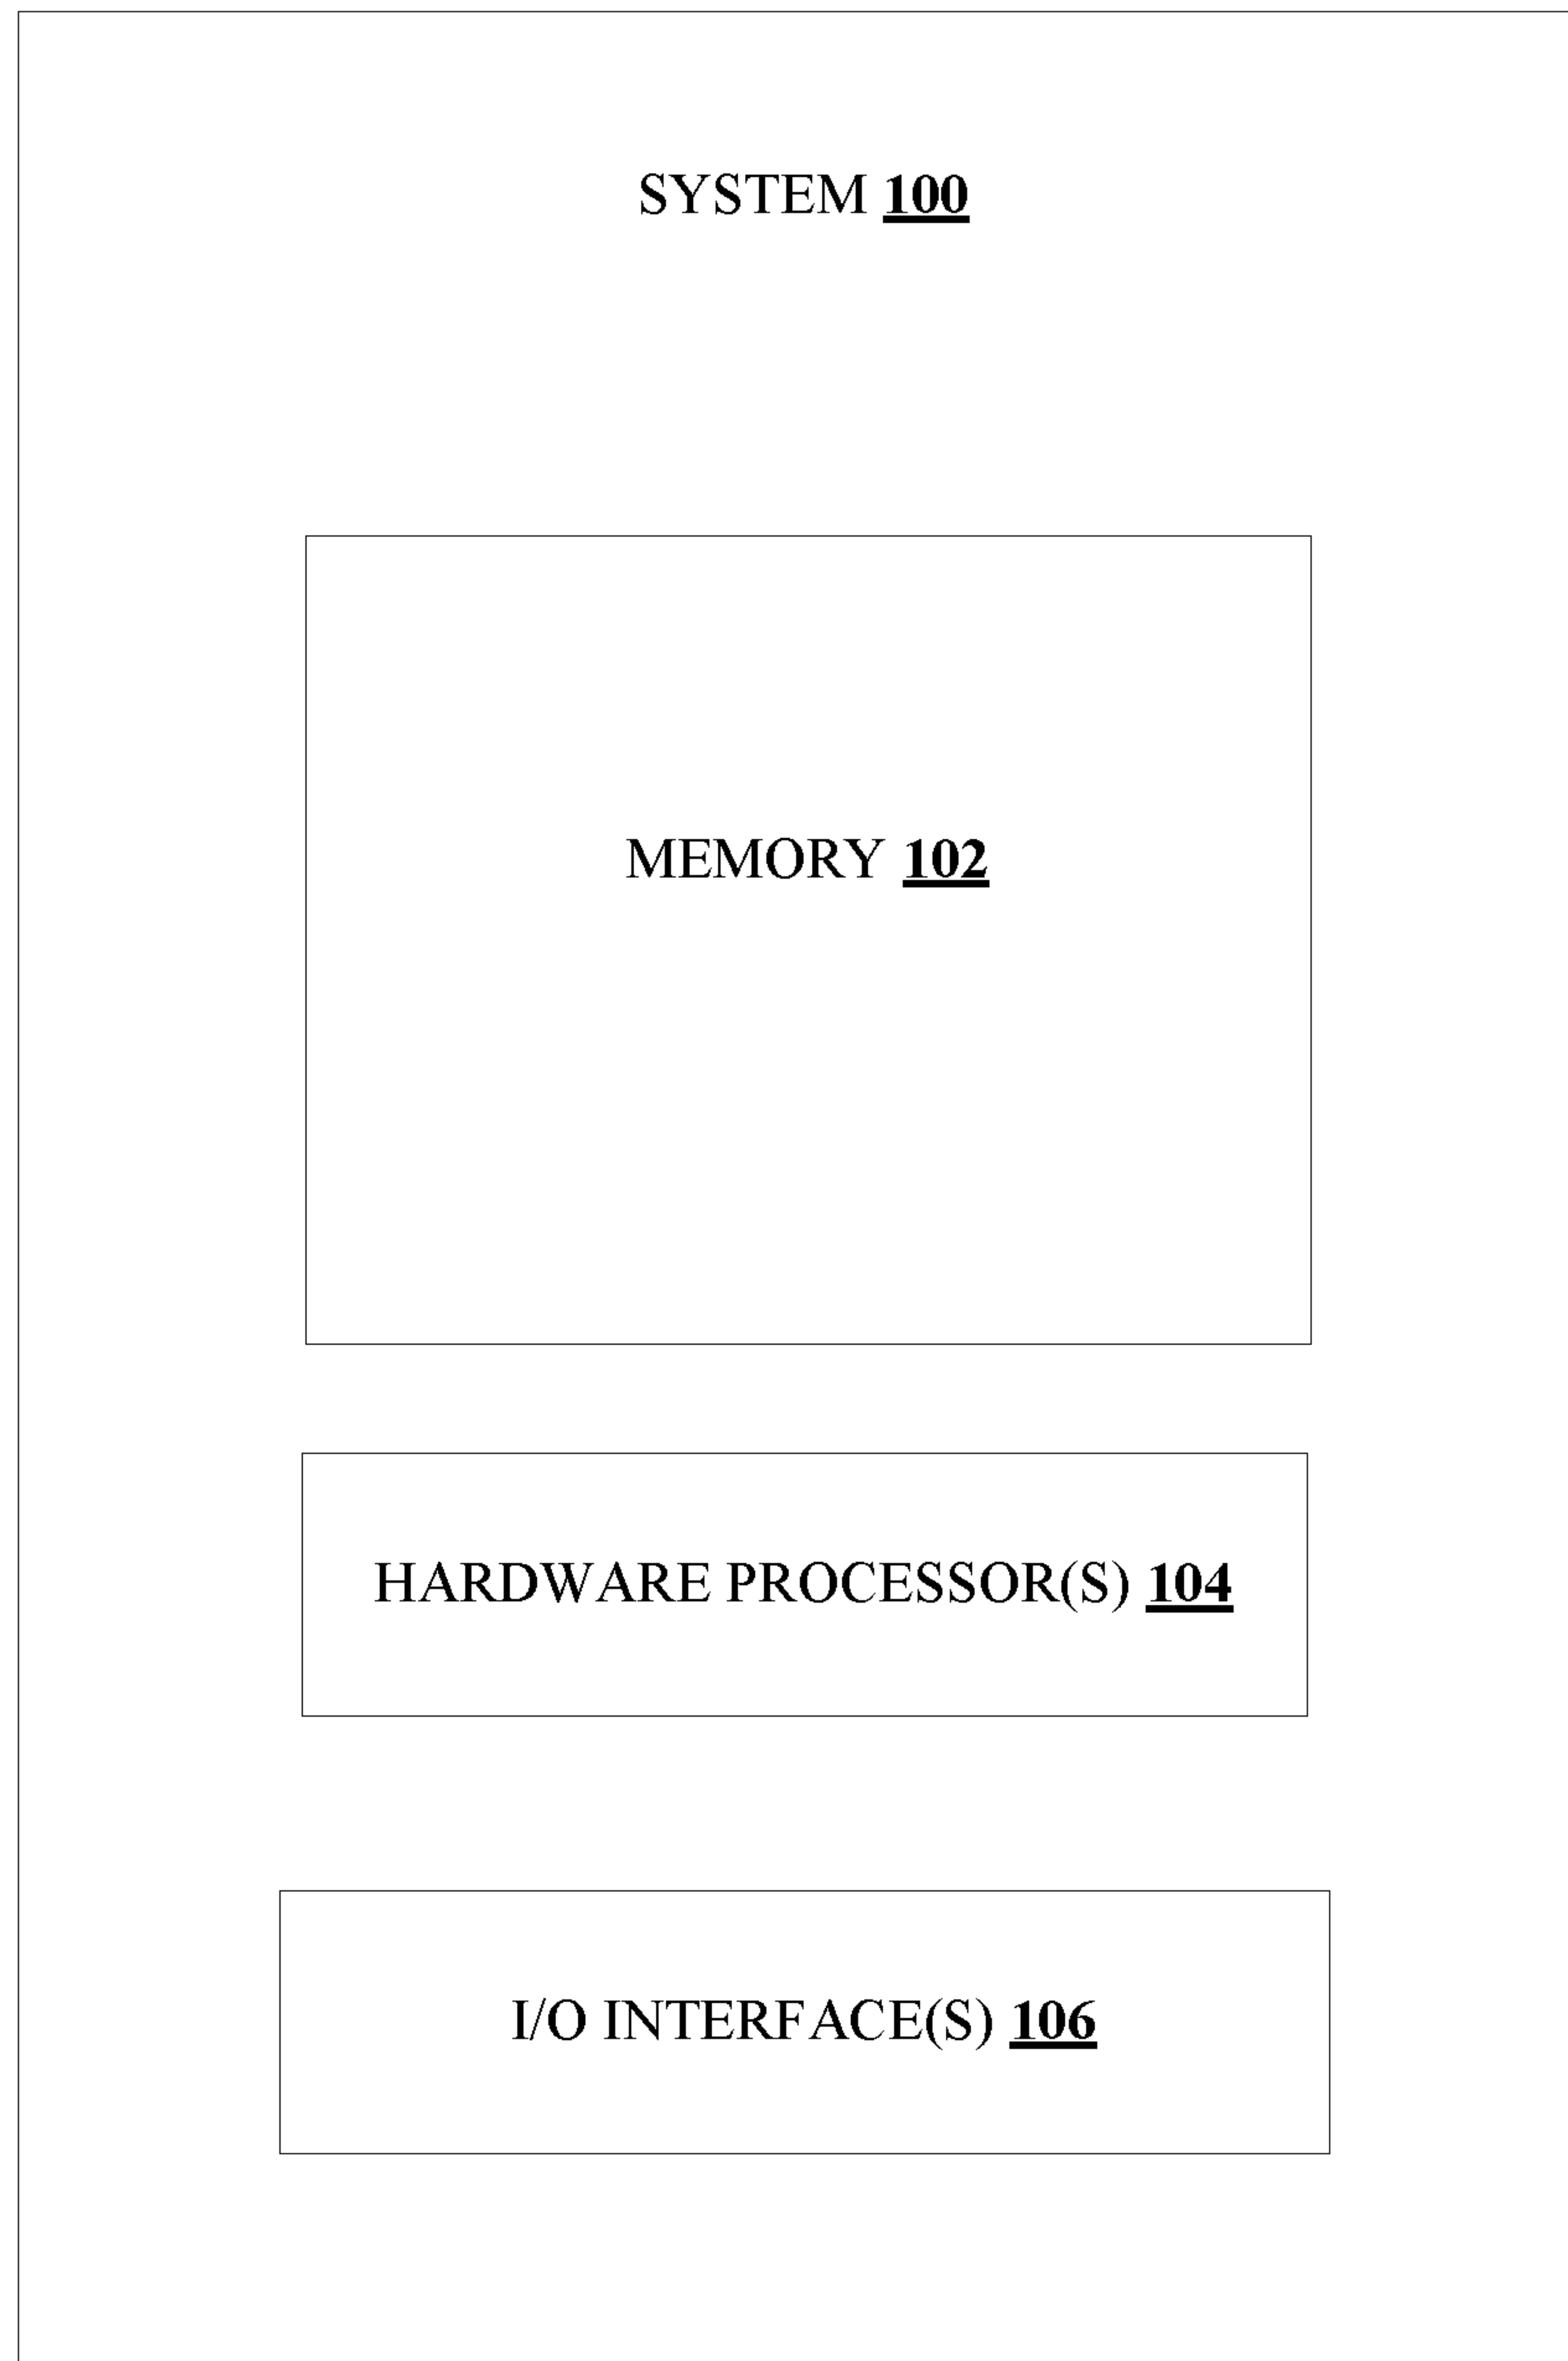 SYSTEM 100
MEMORY 102
HARDWARE PROCESSOR(S) 104
I/O INTERFACE(S) 106